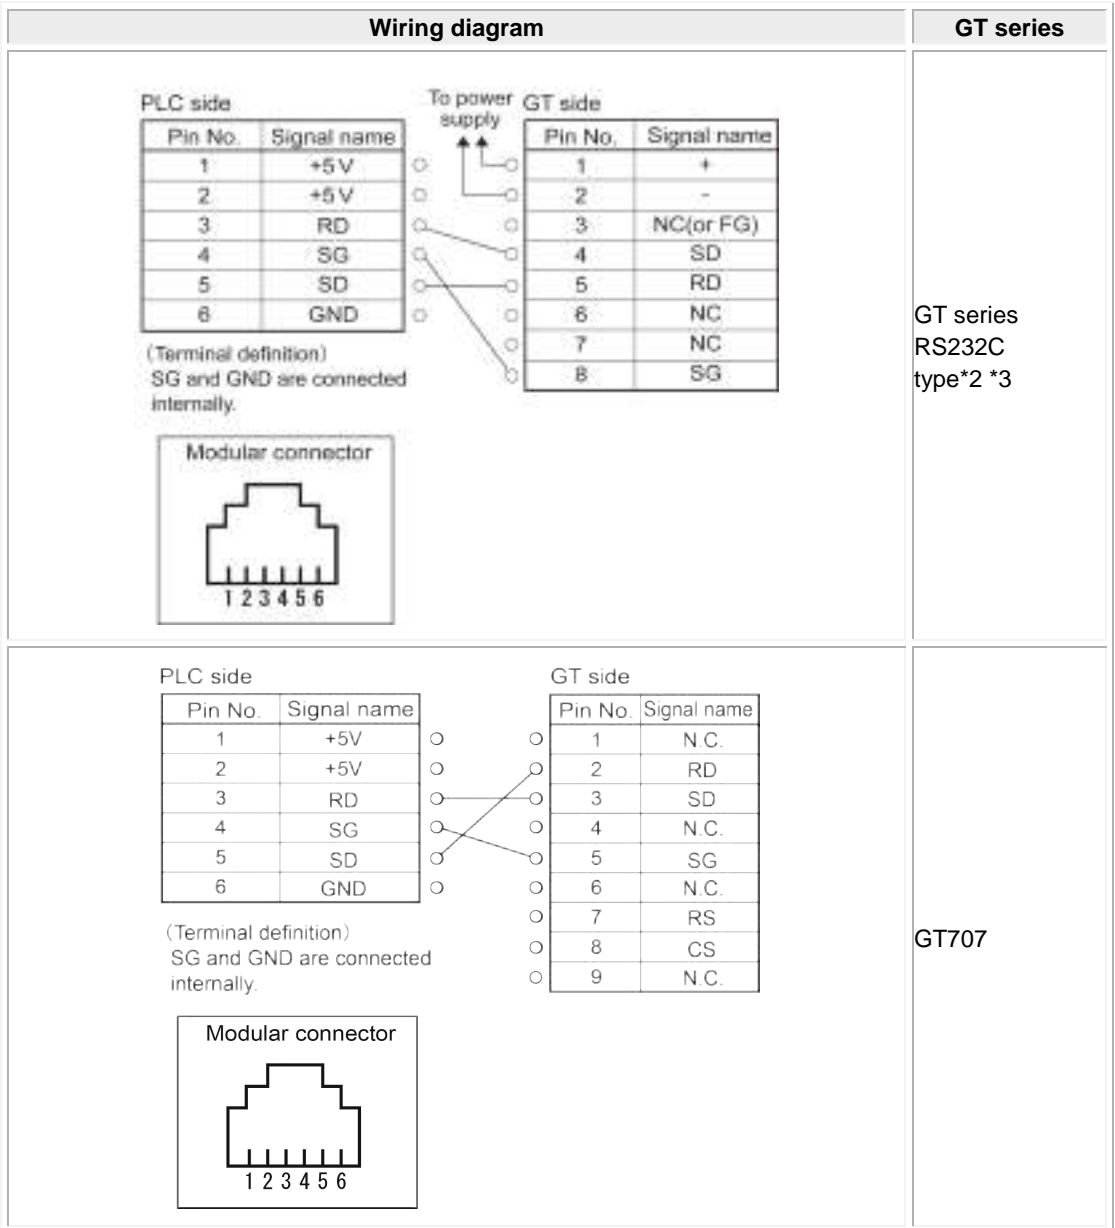 Wiring diagram GT series
PLC side To power supply GT side
Pin No. Signal name Pin No. Signal name
1 +5V 1 +
2 +5V 2 -
3 RD 3 NC(or FG)
4 SG 4 SD
5 SD 5 RD
6 GND 6 NC
7 NC
8 SG
(Terminal definition)
SG and GND are connected
internally.
Modular connector
1 2 3 4 5 6
GT series
RS232C
type*2 *3
PLC side GT side
Pin No. Signal name Pin No. Signal name
1 +5V 1 N.C.
2 +5V 2 RD
3 RD 3 SD
4 SG 4 N.C.
5 SD 5 SG
6 GND 6 N.C.
7 RS
8 CS
9 N.C.
(Terminal definition)
SG and GND are connected
internally.
Modular connector
1 2 3 4 5 6
GT707